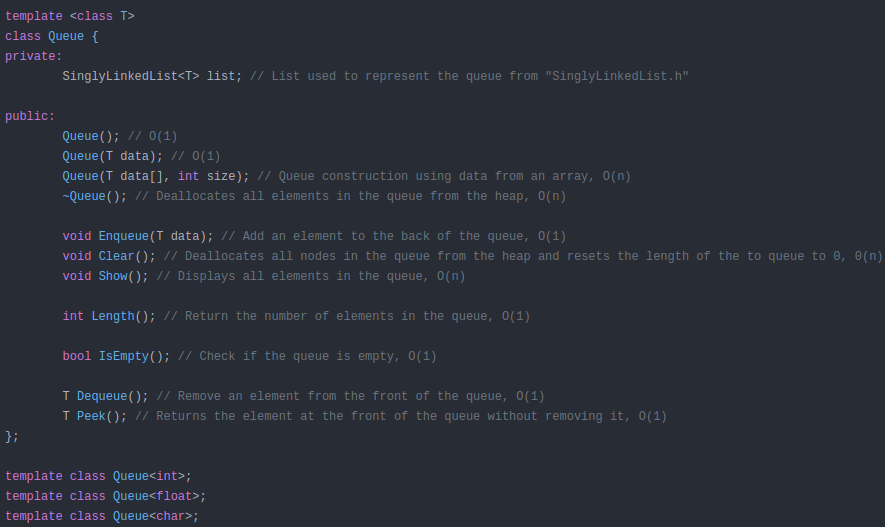 template <class T>
class Queue {
private:
        SinglyLinkedList<T> list; // List used to represent the queue from "SinglyLinkedList.h"

public:
        Queue(); // O(1)
        Queue(T data); // O(1)
        Queue(T data[], int size); // Queue construction using data from an array, O(n)
        ~Queue(); // Deallocates all elements in the queue from the heap, O(n)

        void Enqueue(T data); // Add an element to the back of the queue, O(1)
        void Clear(); // Deallocates all nodes in the queue from the heap and resets the length of the to queue to 0, 0(n)
        void Show(); // Displays all elements in the queue, O(n)

        int Length(); // Return the number of elements in the queue, O(1)

        bool IsEmpty(); // Check if the queue is empty, O(1)

        T Dequeue(); // Remove an element from the front of the queue, O(1)
        T Peek(); // Returns the element at the front of the queue without removing it, O(1)
};

template class Queue<int>;
template class Queue<float>;
template class Queue<char>;